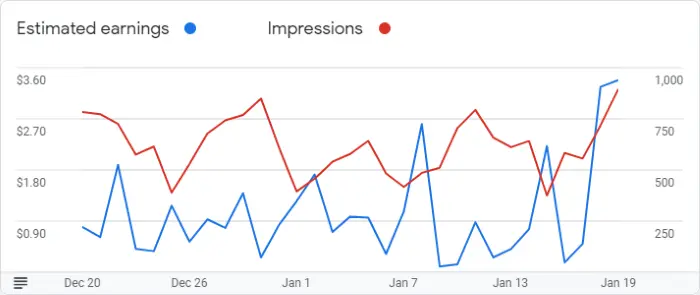 Estimated earnings Impressions
$3.60 1,000
$2.70 750
$1.80 500
$0.90 250
Dec 20 Dec 26 Jan 1 Jan 7 Jan 13 Jan 19